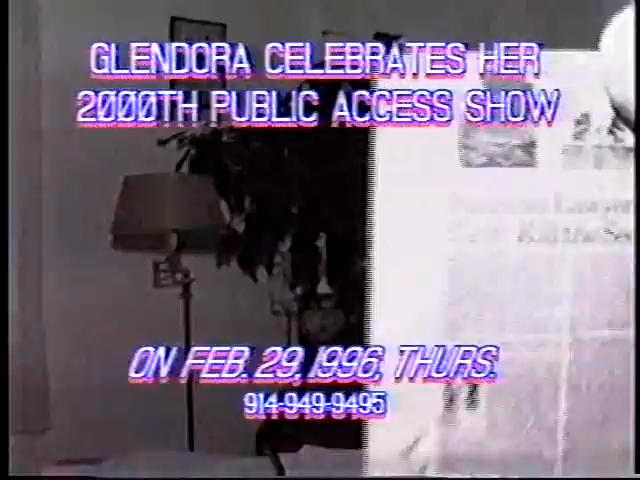 GLENDORA CELEBRATES HER
2000TH PUBLIC ACCESS SHOW
ON FEB. 29, 1996, THURS.
914-949-9495